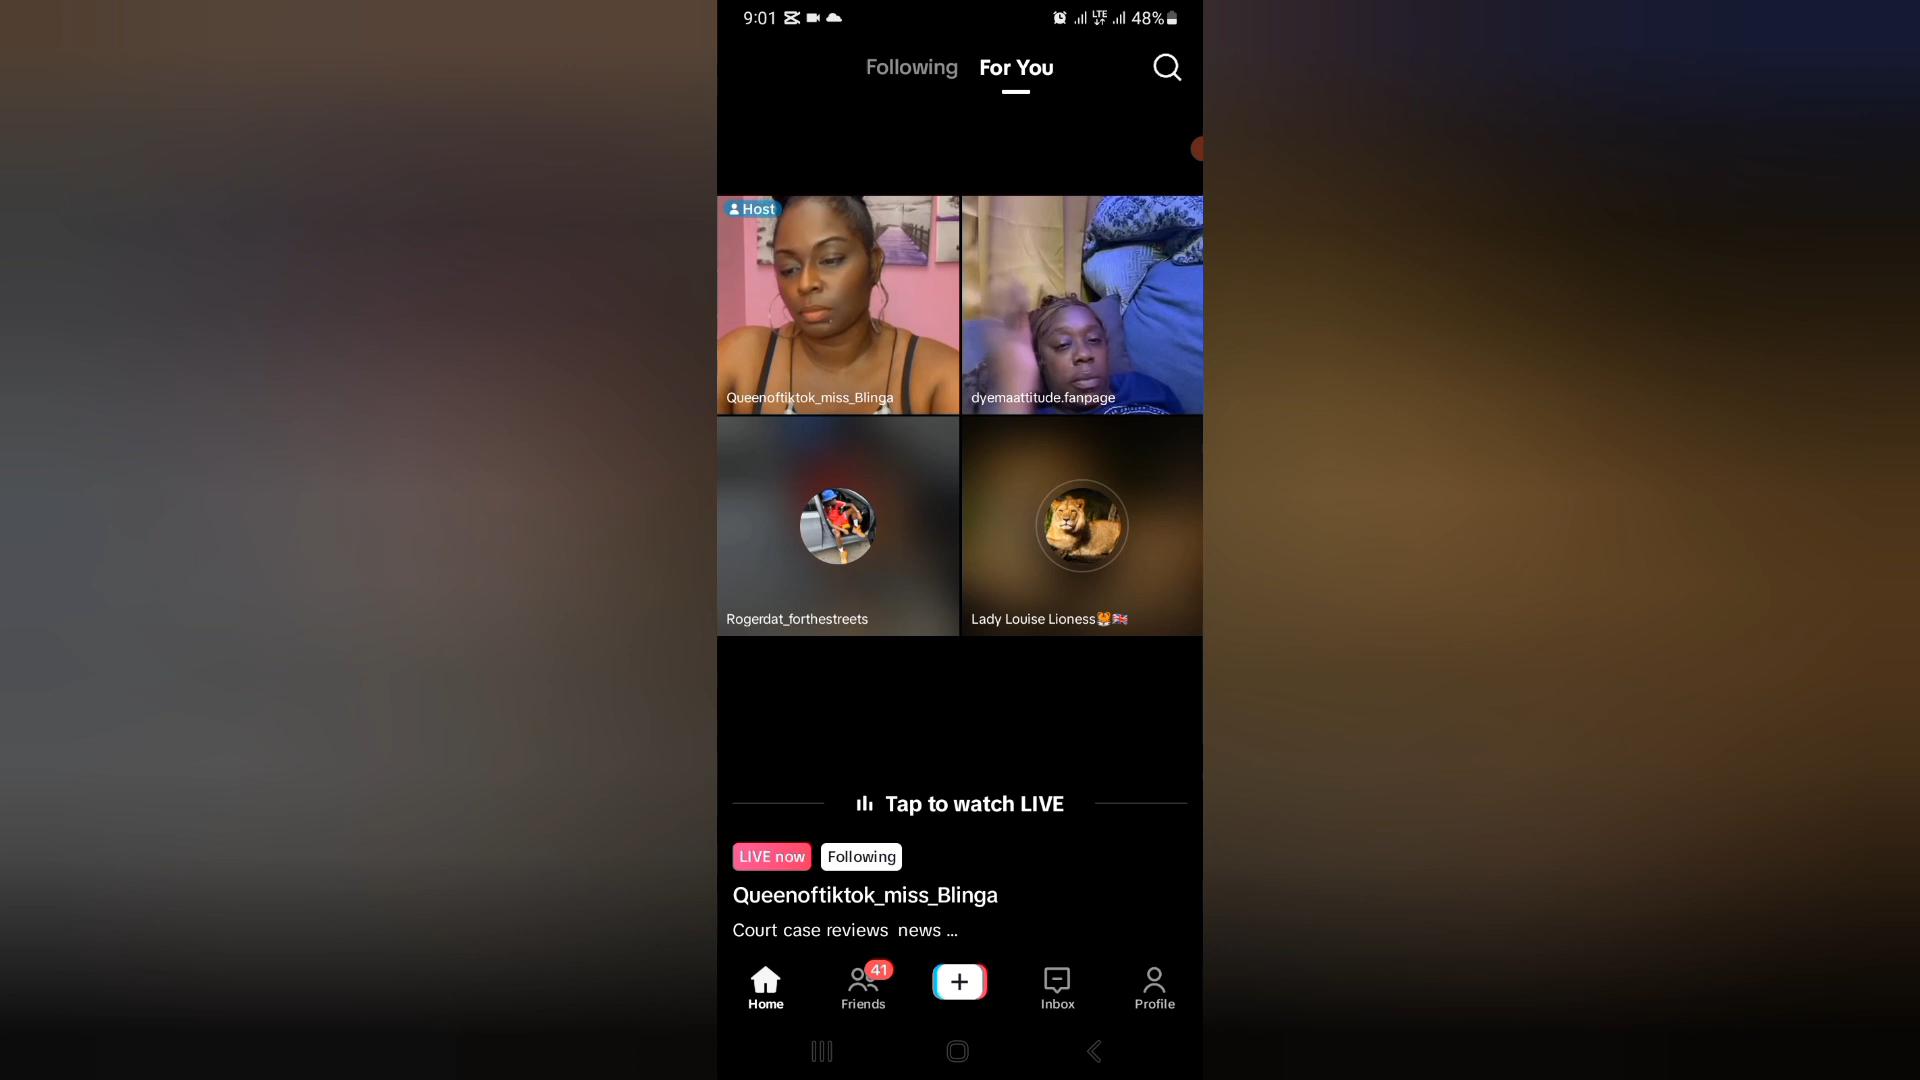 9:01 LTE 48%
Following For You
Host
Queenoftiktok_miss_Blinga dyemaattitude.fanpage
Rogerdat_forthestreets Lady Louise Lioness🐯🇬🇧
Tap to watch LIVE
LIVE now Following
Queenoftiktok_miss_Blinga
Court case reviews news ...
41
Home Friends Inbox Profile